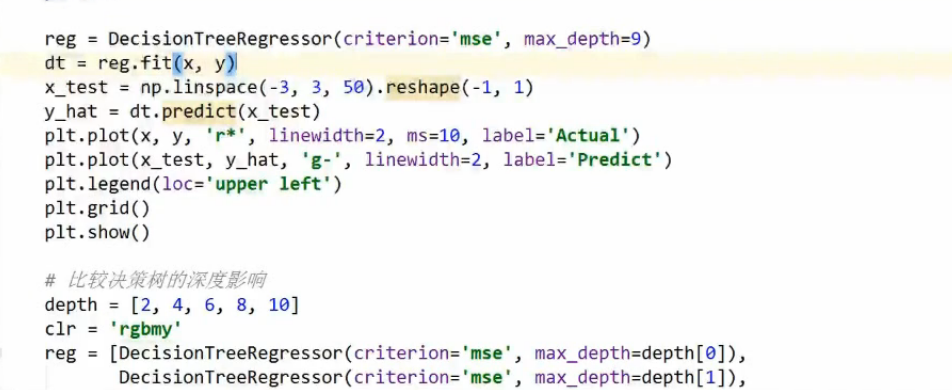 reg = DecisionTreeRegressor(criterion='mse', max_depth=9)
dt = reg.fit(x, y)
x_test = np.linspace(-3, 3, 50).reshape(-1, 1)
y_hat = dt.predict(x_test)
plt.plot(x, y, 'r*', linewidth=2, ms=10, label='Actual')
plt.plot(x_test, y_hat, 'g-', linewidth=2, label='Predict')
plt.legend(loc='upper left')
plt.grid()
plt.show()

# 比较决策树的深度影响
depth = [2, 4, 6, 8, 10]
clr = 'rgbmy'
reg = [DecisionTreeRegressor(criterion='mse', max_depth=depth[0]),
       DecisionTreeRegressor(criterion='mse', max_depth=depth[1]),